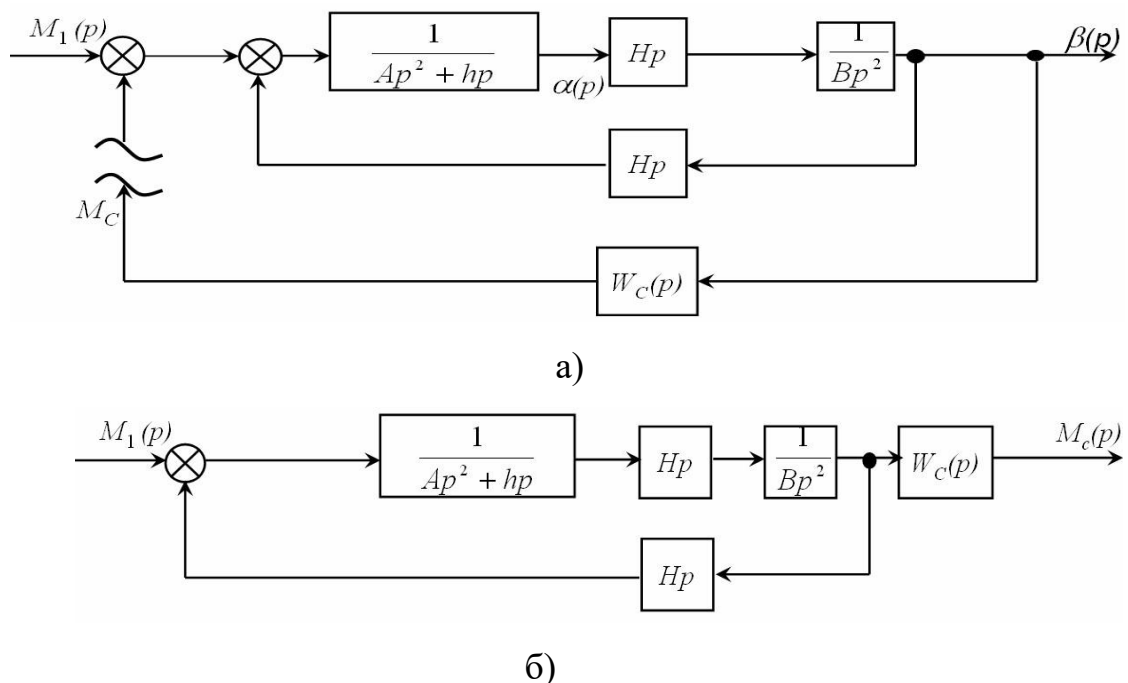 M₁(p)
1
Ap² + hp
α(p)
Hp
1
Bp²
β(p)
Hp
M_C
W_C(p)
а)
M₁(p)
1
Ap² + hp
Hp
1
Bp²
W_C(p)
M_c(p)
Hp
б)